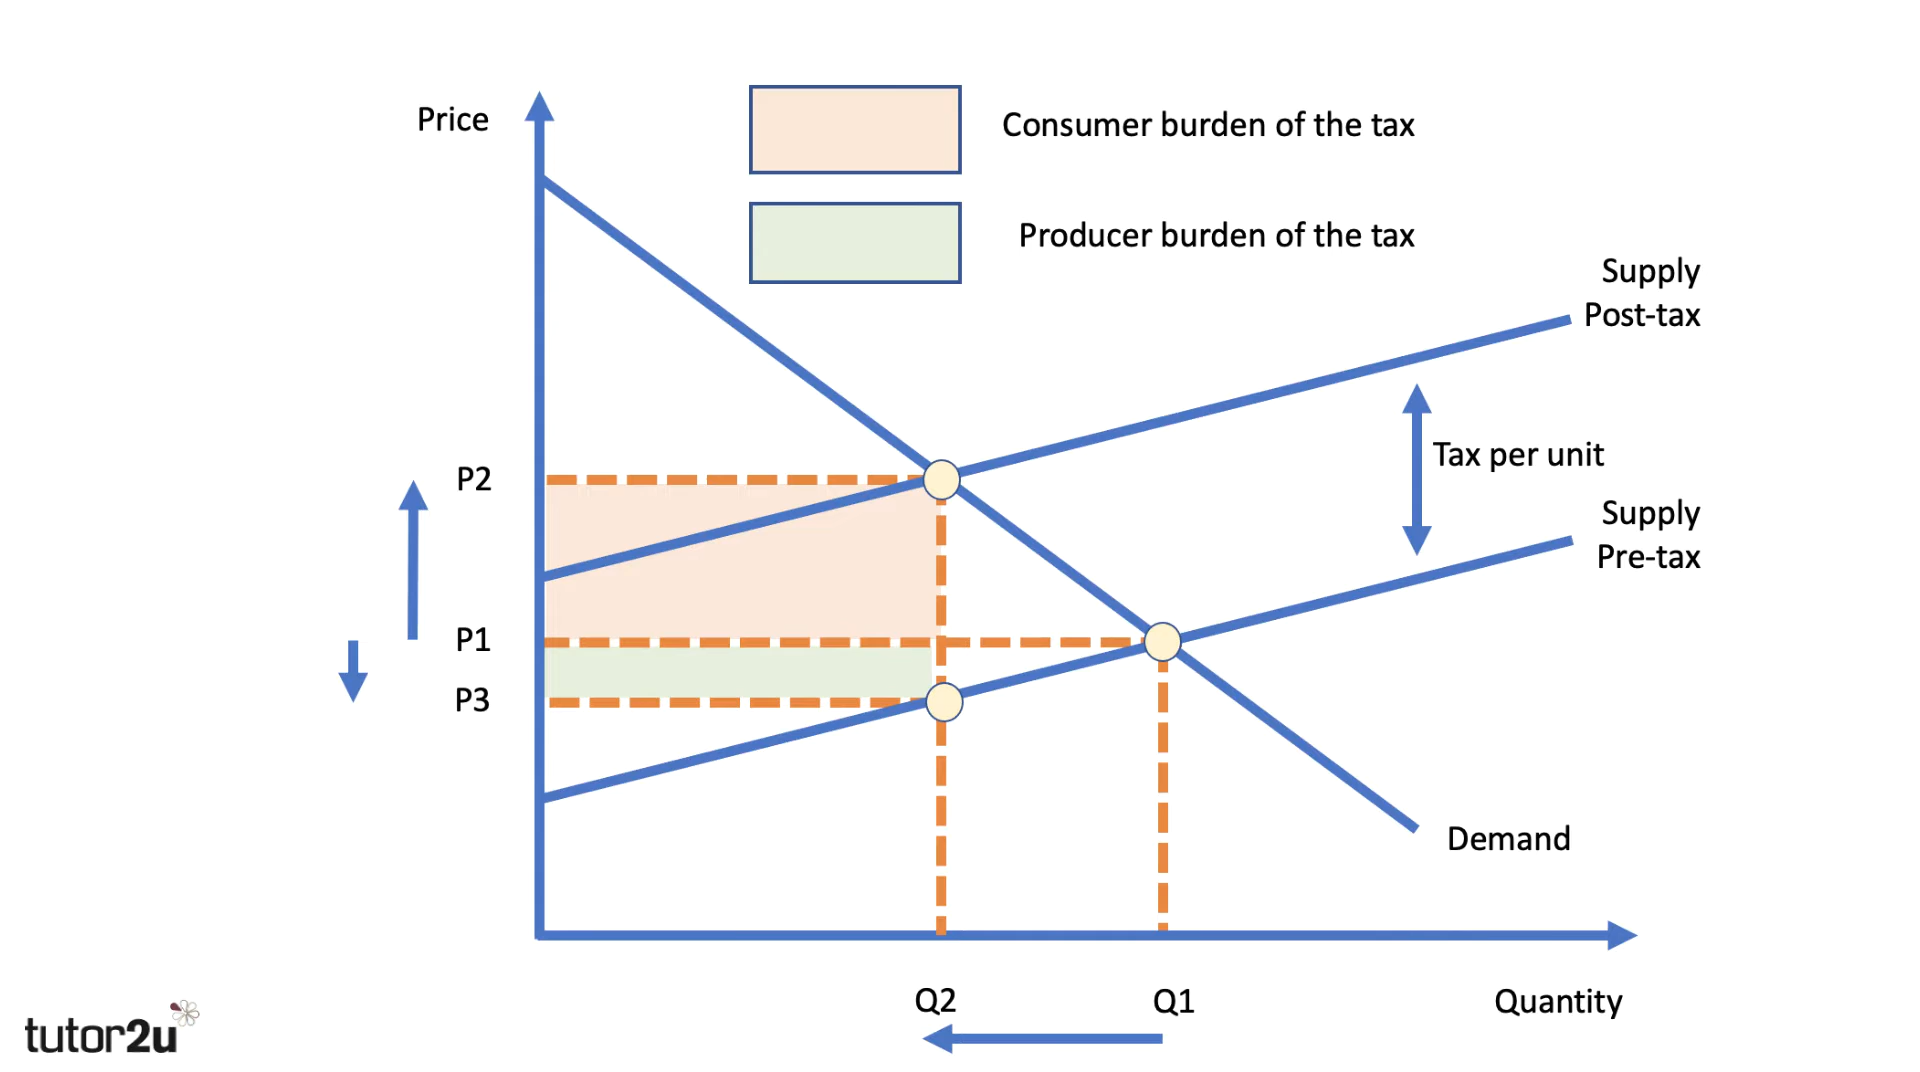 Price
Consumer burden of the tax
Producer burden of the tax
Supply
Post-tax
Tax per unit
P2
Supply
Pre-tax
P1
P3
Demand
Q2
Q1
Quantity
tutor2u